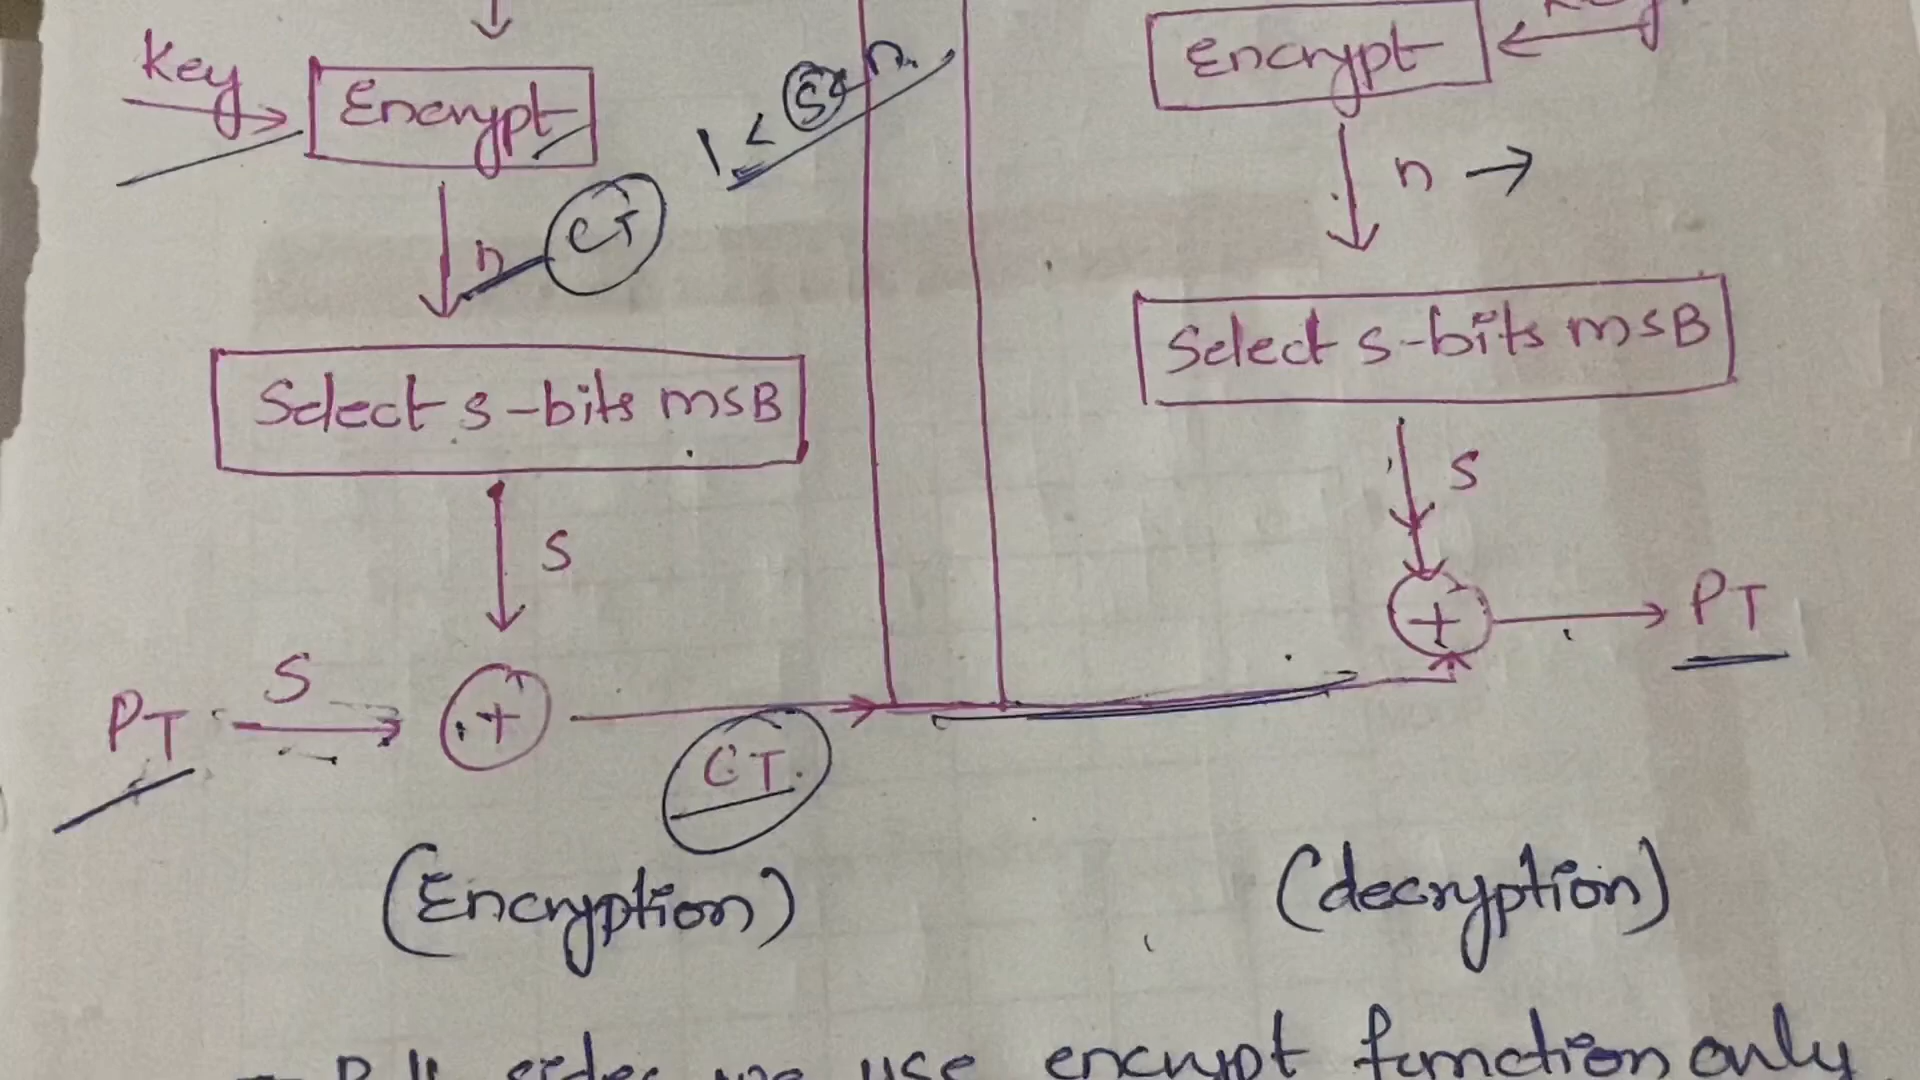 Key
Encrypt
1 < S < n
n
CT
Select s-bits msB
S
PT
S
+
CT
(Encryption)
Encrypt
n →
Select s-bits msB
S
+
PT
(decryption)
we use encrypt function only